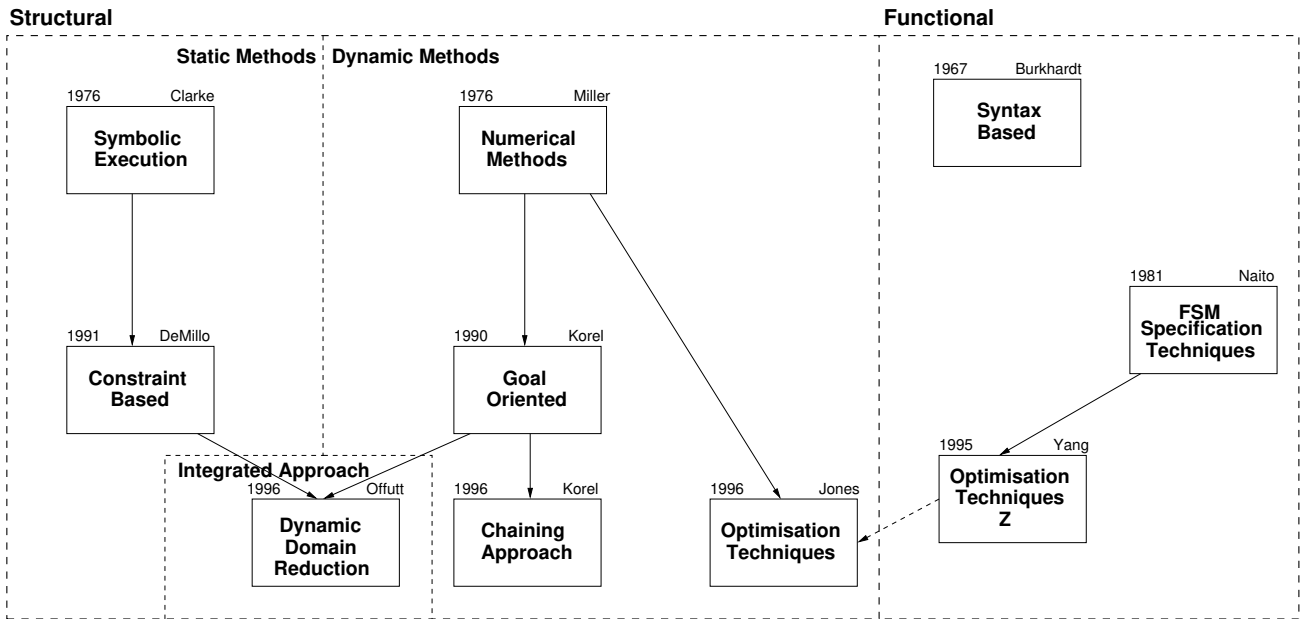 Structural
Functional
Static Methods
Dynamic Methods
1967 Burkhardt
Syntax
Based
1976 Clarke
Symbolic
Execution
1976 Miller
Numerical
Methods
1981 Naito
FSM
Specification
Techniques
1991 DeMillo
Constraint
Based
1990 Korel
Goal
Oriented
1995 Yang
Optimisation
Techniques
Z
Integrated Approach
1996 Offutt
Dynamic
Domain
Reduction
1996 Korel
Chaining
Approach
1996 Jones
Optimisation
Techniques